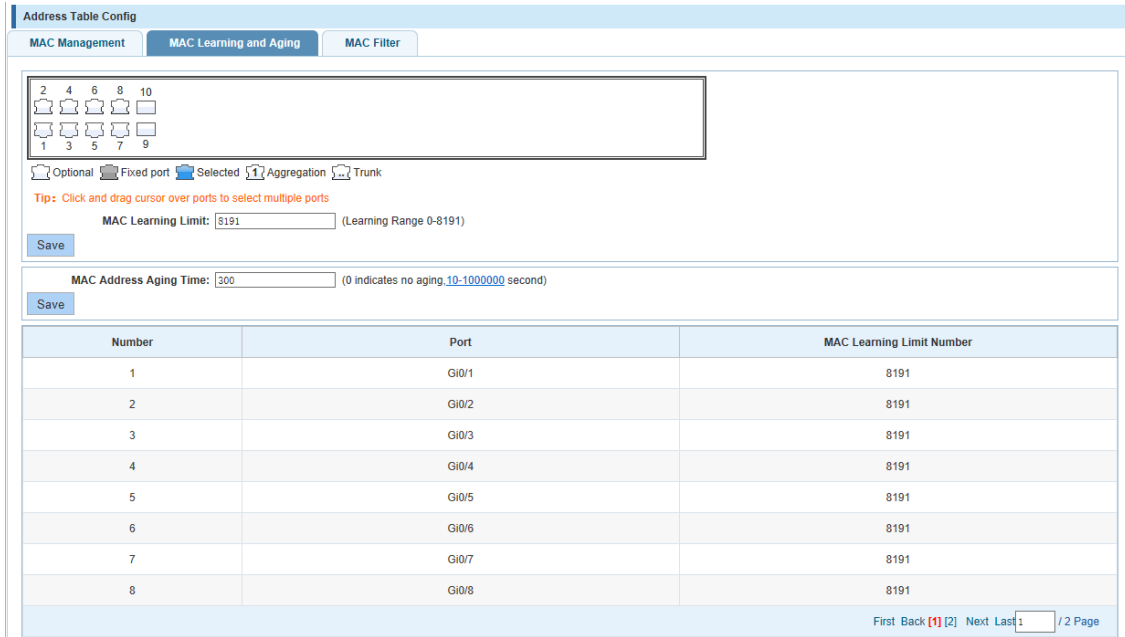 Address Table Config
MAC Management MAC Learning and Aging MAC Filter
2 4 6 8 10
1 3 5 7 9
Optional Fixed port Selected 1 Aggregation .. Trunk
Tip: Click and drag cursor over ports to select multiple ports
MAC Learning Limit: 8191 (Learning Range 0-8191)
Save
MAC Address Aging Time: 300 (0 indicates no aging,10-1000000 second)
Save
Number Port MAC Learning Limit Number
1 Gi0/1 8191
2 Gi0/2 8191
3 Gi0/3 8191
4 Gi0/4 8191
5 Gi0/5 8191
6 Gi0/6 8191
7 Gi0/7 8191
8 Gi0/8 8191
First Back [1] [2] Next Last 1 / 2 Page